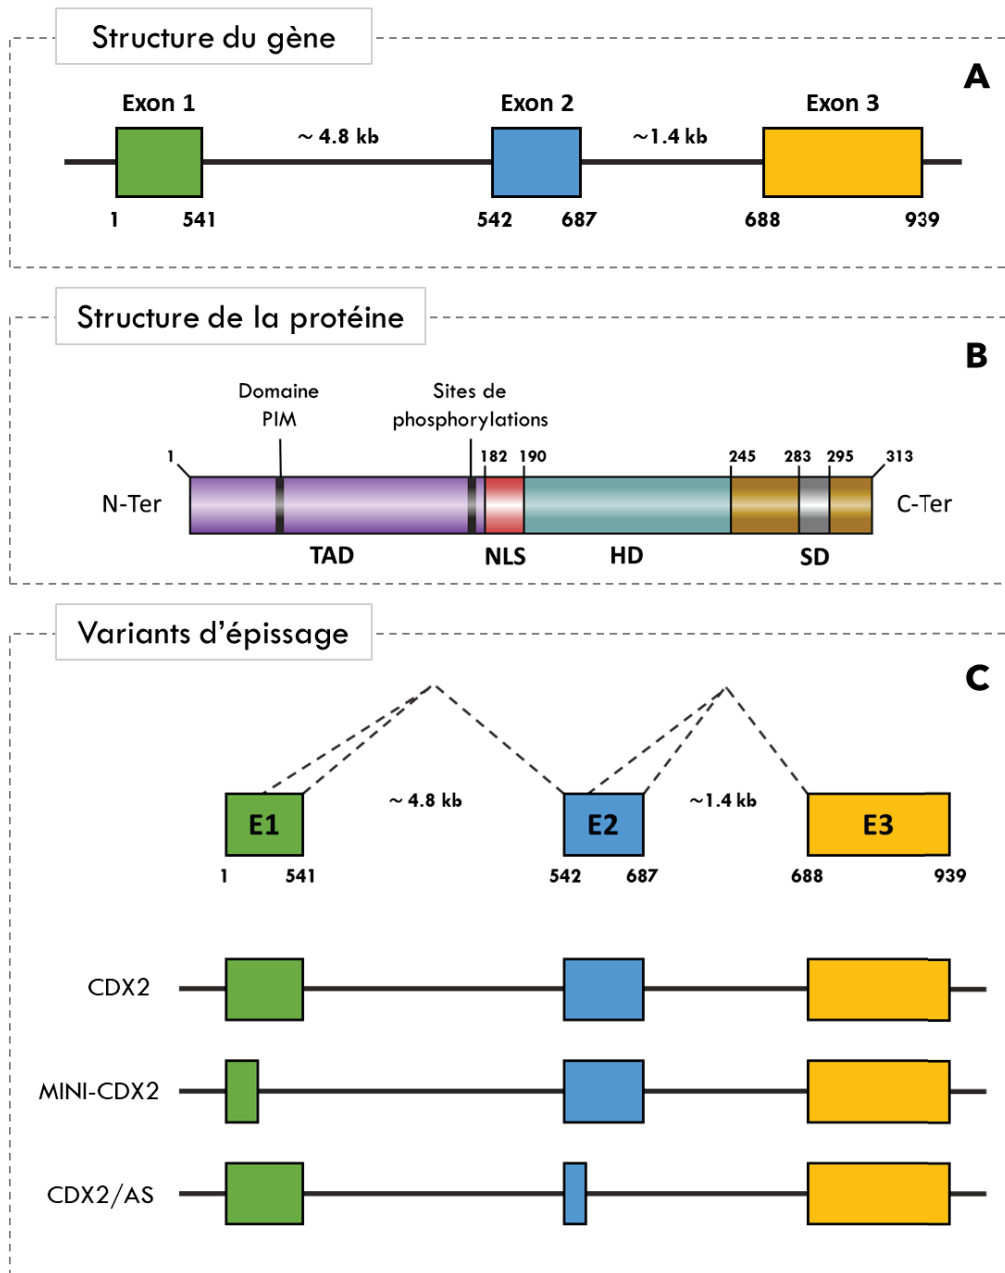 Structure du gène
A
Exon 1 Exon 2 Exon 3
~ 4.8 kb ~1.4 kb
1 541 542 687 688 939
Structure de la protéine
B
Domaine
PIM
Sites de
phosphorylations
1 182 190 245 283 295 313
N-Ter C-Ter
TAD NLS HD SD
Variants d'épissage
C
~ 4.8 kb ~1.4 kb
E1 E2 E3
1 541 542 687 688 939
CDX2
MINI-CDX2
CDX2/AS